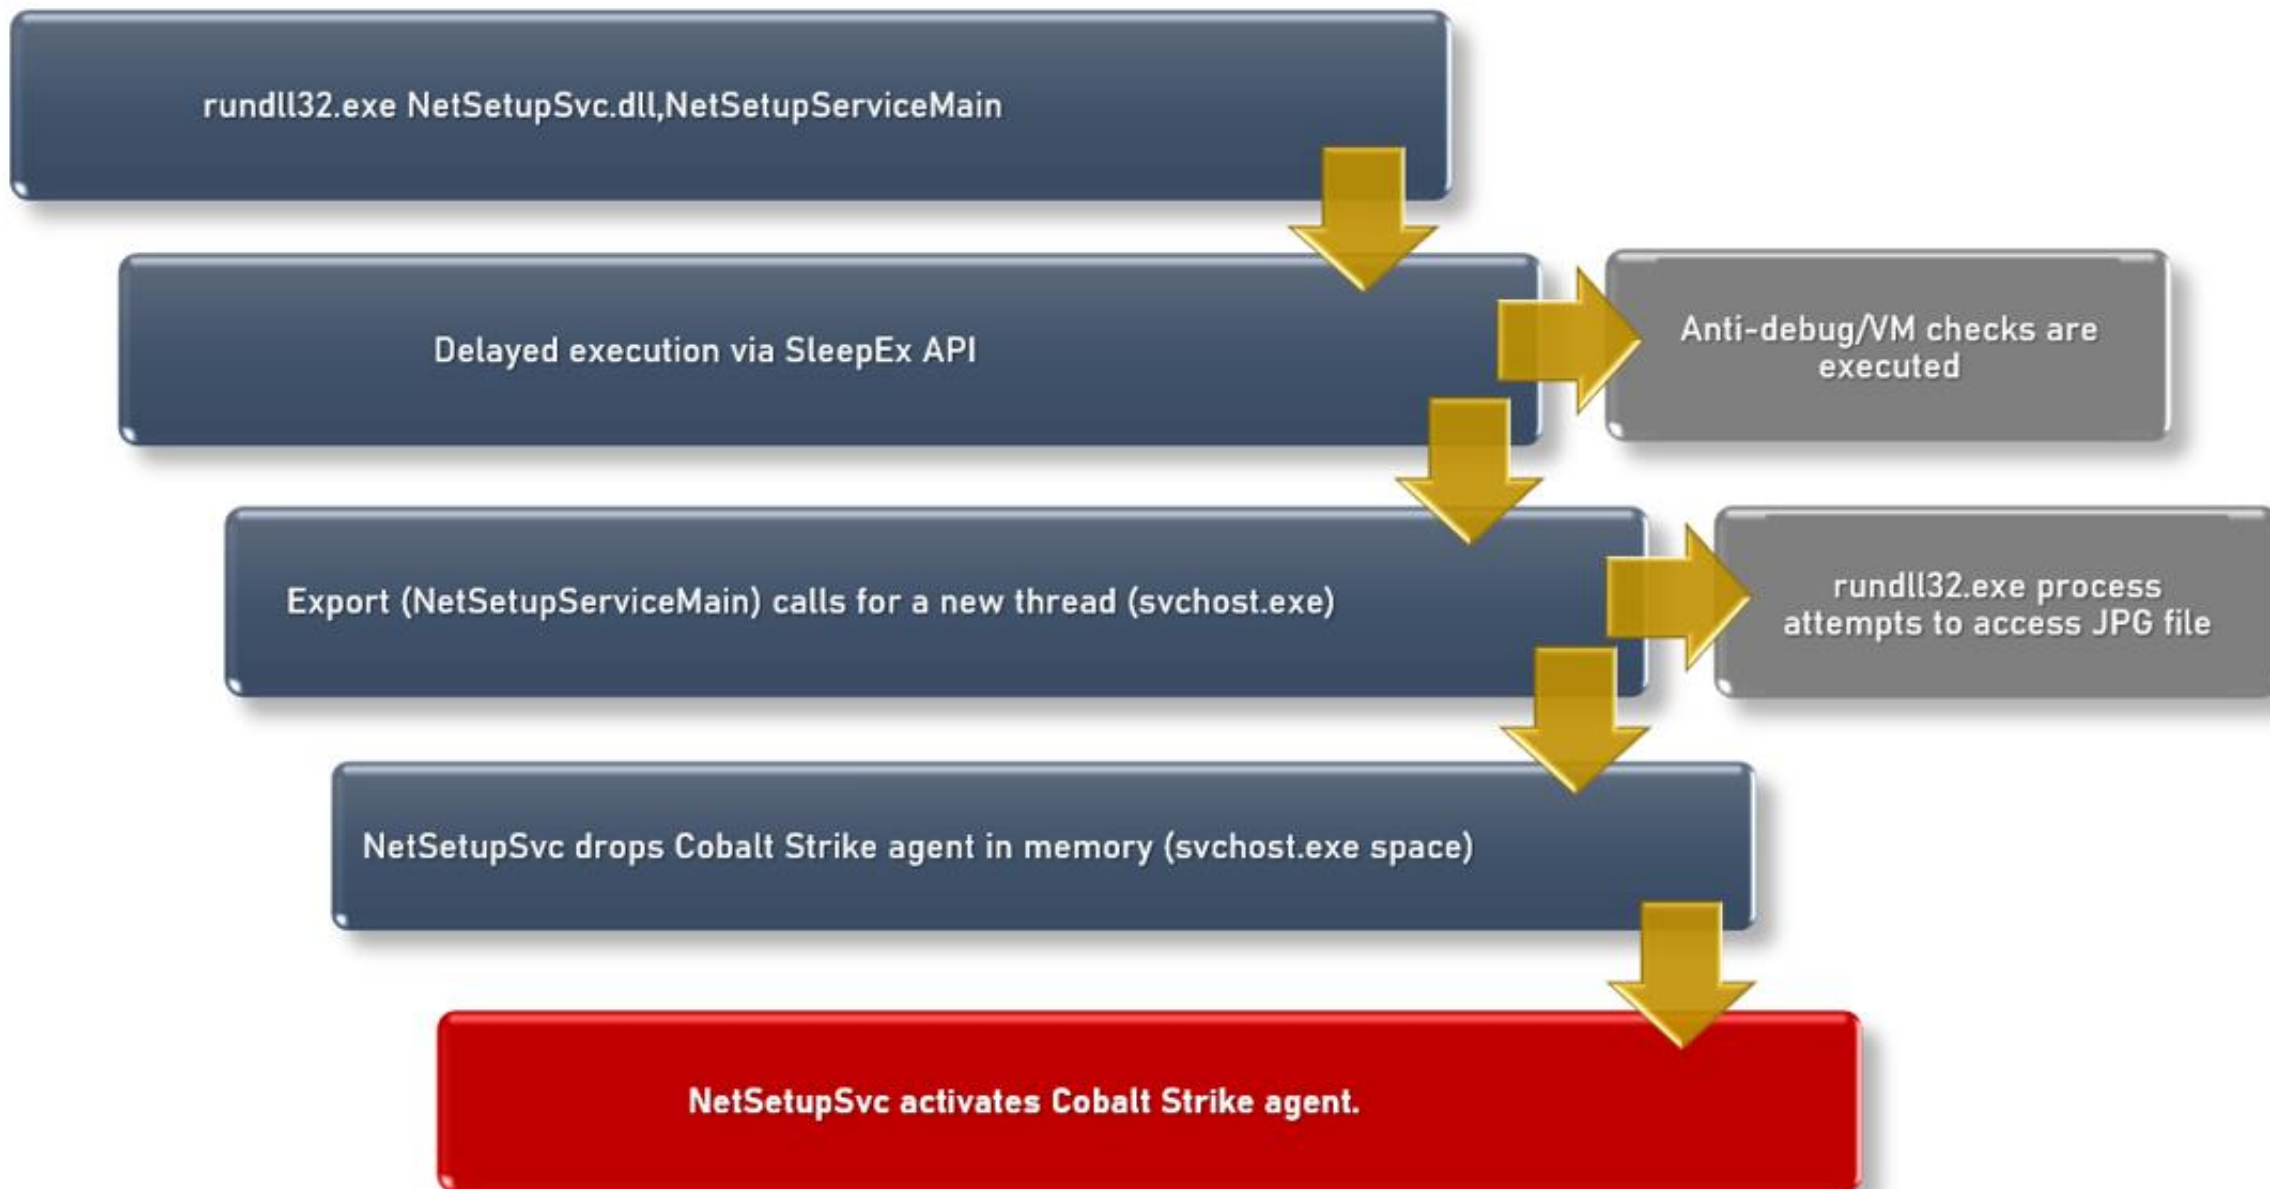 rundll32.exe NetSetupSvc.dll,NetSetupServiceMain
Delayed execution via SleepEx API
Anti-debug/VM checks are
executed
Export (NetSetupServiceMain) calls for a new thread (svchost.exe)
rundll32.exe process
attempts to access JPG file
NetSetupSvc drops Cobalt Strike agent in memory (svchost.exe space)
NetSetupSvc activates Cobalt Strike agent.